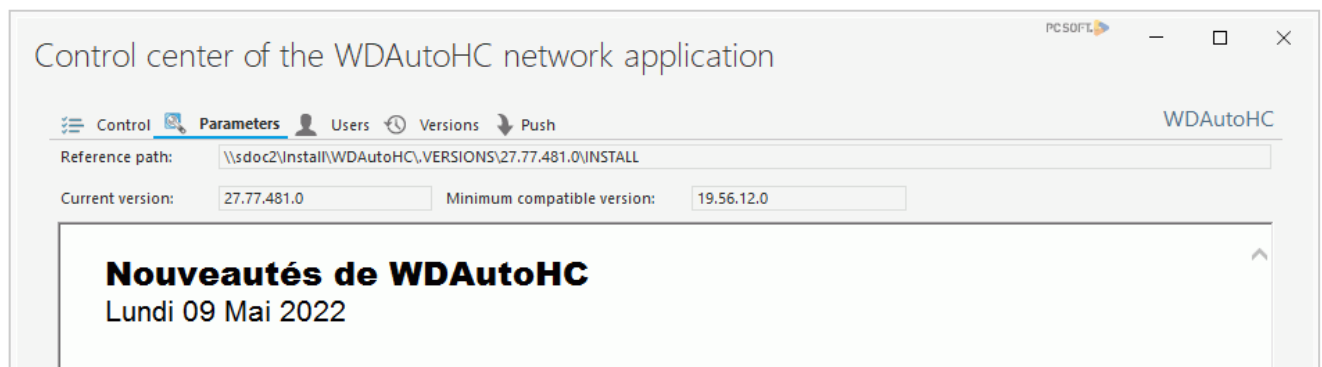 PC SOFT
Control center of the WDAutoHC network application
Control Parameters Users Versions Push WDAutoHC
Reference path: \\sdoc2\Install\WDAutoHC\.VERSIONS\27.77.481.0\INSTALL
Current version: 27.77.481.0 Minimum compatible version: 19.56.12.0
Nouveautés de WDAutoHC
Lundi 09 Mai 2022